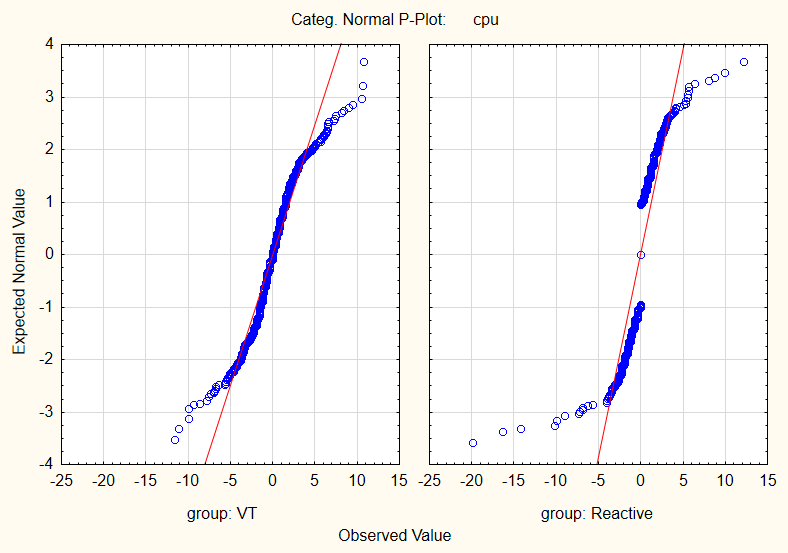 Categ. Normal P-Plot: cpu
Expected Normal Value
4
3
2
1
0
-1
-2
-3
-4
-25 -20 -15 -10 -5 0 5 10 15
-25 -20 -15 -10 -5 0 5 10 15
group: VT
group: Reactive
Observed Value